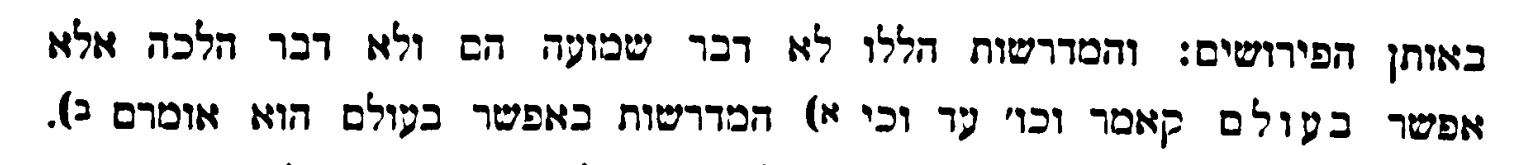 באותן הפירושים: והמדרשות הללו לא דבר שמועה הם ולא דבר הלכה אלא
אפשר בעולם קאמר וכו׳ עד וכי א) המדרשות באפשר בעולם הוא אומרם ב).